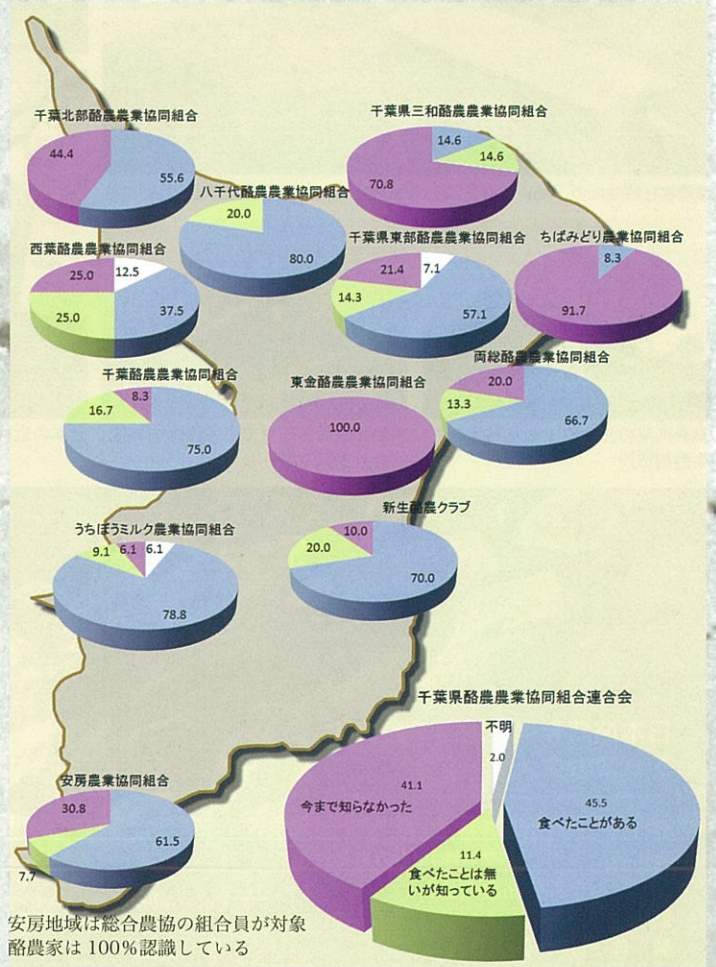 千葉北部酪農農業協同組合
44.4
55.6
千葉県三和酪農農業協同組合
14.6
14.6
70.8
八千代酪農農業協同組合
20.0
80.0
西葉酪農農業協同組合
25.0
12.5
25.0
37.5
千葉県東部酪農農業協同組合
21.4
7.1
14.3
57.1
ちばみどり農業協同組合
8.3
91.7
千葉酪農農業協同組合
8.3
16.7
75.0
東金酪農農業協同組合
100.0
両総酪農農業協同組合
20.0
13.3
66.7
うちぼうミルク農業協同組合
9.1
6.1
6.1
78.8
新生酪農クラブ
10.0
20.0
70.0
安房農業協同組合
30.8
61.5
7.7
千葉県酪農農業協同組合連合会
不明
2.0
41.1
今まで知らなかった
45.5
食べたことがある
11.4
食べたことは無
いが知っている
安房地域は総合農協の組合員が対象
酪農家は 100%認識している